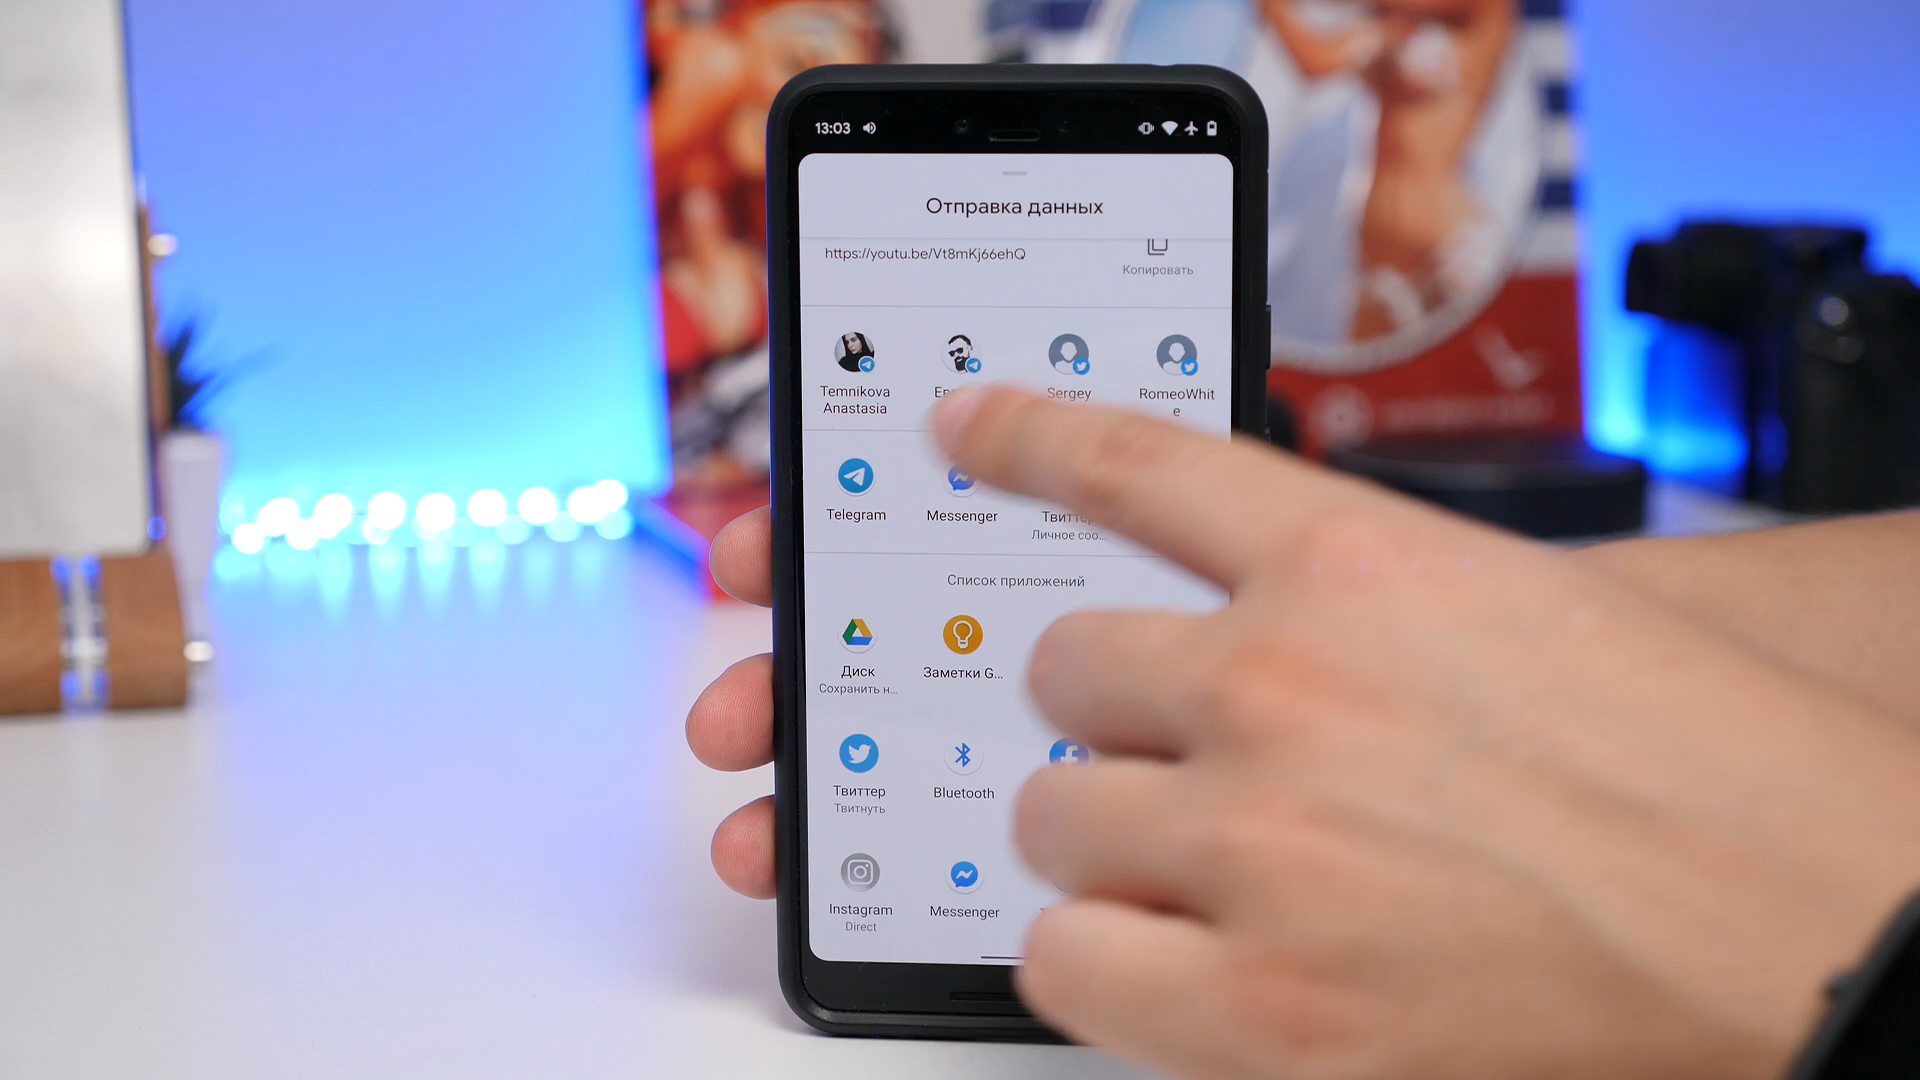 13:03
Отправка данных
https://youtu.be/Vt8mKj66ehQ
Копировать
Temnikova
Anastasia
Sergey
RomeoWhit
e
Telegram
Messenger
Твиттер
Личное соо...
Список приложений
Диск
Сохранить н...
Заметки G...
Твиттер
Твитнуть
Bluetooth
Instagram
Direct
Messenger